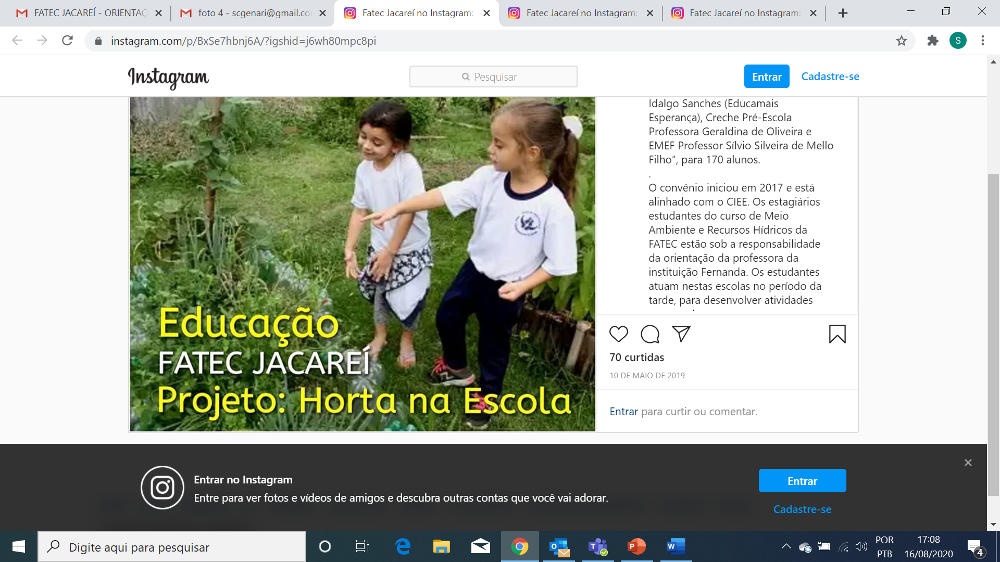 FATEC JACAREÍ - ORIENTAÇ
foto 4 - scgenari@gmail.co
Fatec Jacareí no Instagram:
Fatec Jacareí no Instagram:
Fatec Jacareí no Instagram:
instagram.com/p/BxSe7hbnj6A/?igshid=j6wh80mpc8pi
S
Instagram
Pesquisar
Entrar
Cadastre-se
Idalgo Sanches (Educamais
Esperança), Creche Pré-Escola
Professora Geraldina de Oliveira e
EMEF Professor Sílvio Silveira de Mello
Filho”, para 170 alunos.
.
O convênio iniciou em 2017 e está
alinhado com o CIEE. Os estagiários
estudantes do curso de Meio
Ambiente e Recursos Hídricos da
FATEC estão sob a responsabilidade
da orientação da professora da
instituição Fernanda. Os estudantes
atuam nestas escolas no período da
tarde, para desenvolver atividades
Educação
FATEC JACAREÍ
Projeto: Horta na Escola
70 curtidas
10 DE MAIO DE 2019
Entrar para curtir ou comentar.
Entrar no Instagram
Entre para ver fotos e vídeos de amigos e descubra outras contas que você vai adorar.
Entrar
Cadastre-se
Digite aqui para pesquisar
POR
PTB
17:08
16/08/2020
4